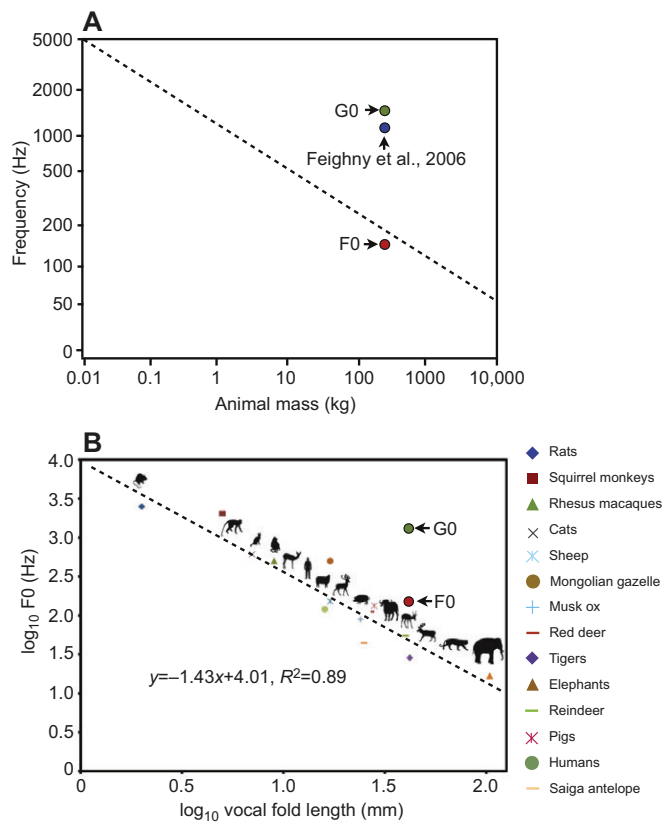 A
5000
2000
1000
500
200
100
50
0
Frequency (Hz)
G0
Feighny et al., 2006
F0
0.01 0.1 1 10 100 1000 10,000
Animal mass (kg)
B
4.0
3.5
3.0
2.5
2.0
1.5
1.0
0.5
0
log10 F0 (Hz)
G0
F0
y=–1.43x+4.01, R²=0.89
0 0.5 1.0 1.5 2.0
log10 vocal fold length (mm)
Rats
Squirrel monkeys
Rhesus macaques
Cats
Sheep
Mongolian gazelle
Musk ox
Red deer
Tigers
Elephants
Reindeer
Pigs
Humans
Saiga antelope